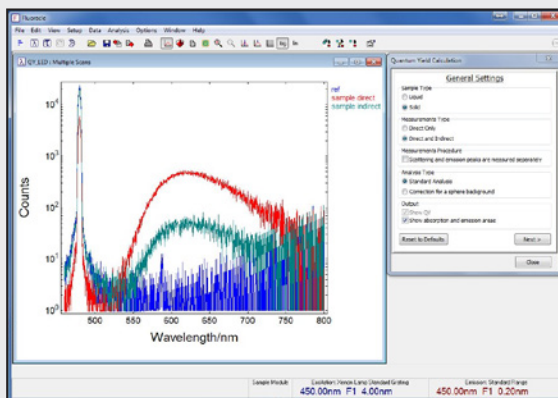 Fluoracle
File Edit View Setup Data Analysis Options Window Help
QY_LED : Multiple Scans
ref
sample direct
sample indirect
10⁴
10³
10²
10¹
10⁰
Counts
500 550 600 650 700 750 800
Wavelength/nm
Quantum Yield Calculation
General Settings
Sample Type
Liquid
Solid
Measurements Type
Direct Only
Direct and Indirect
Measurements Procedure
Scattering and emission peaks are measured seperately
Analysis Type
Standard Analysis
Correction for a sphere background
Output
Show QY
Show absorption and emission areas
Reset to Defaults
Next »
Close
Sample Module
Excitation: Xenon Lamp Standard Grating
450.00nm F1 4.00nm
Emission: Standard Range
450.00nm F1 0.20nm